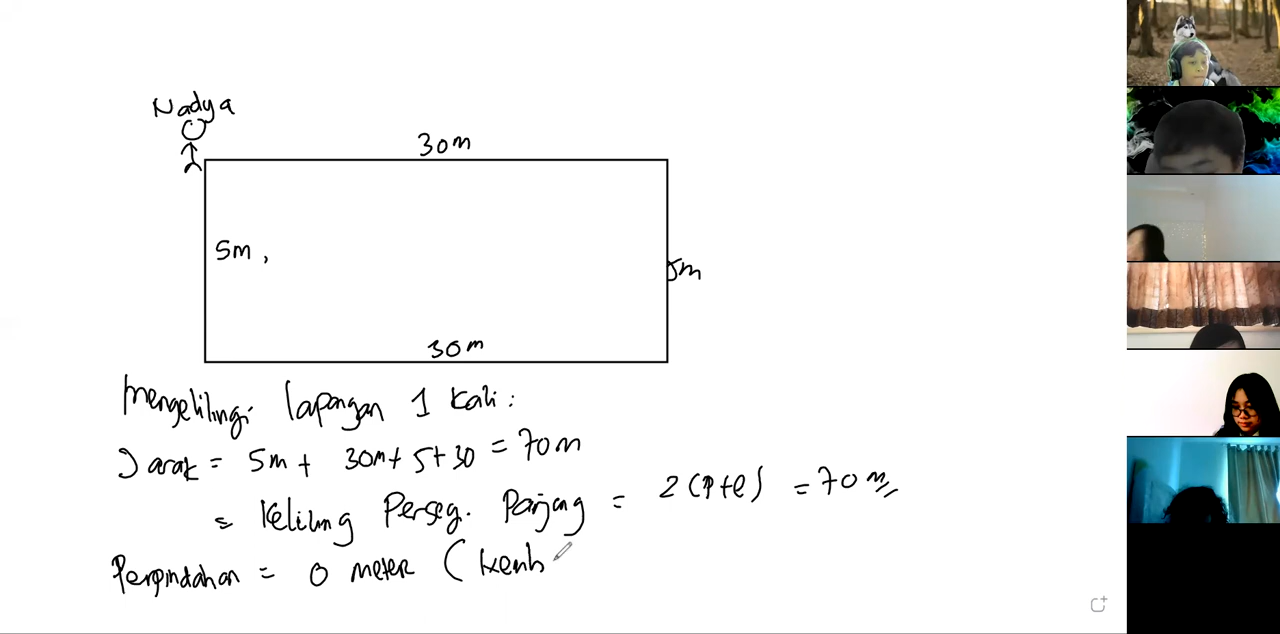 Nadya
30m
5m,
5m
30m
Mengelilingi lapangan 1 kali:
Jarak = 5m + 30m + 5 + 30 = 70m
= Keliling Perseg. Panjang = 2(p+l) = 70 m
Perpindahan = 0 meter (kemb